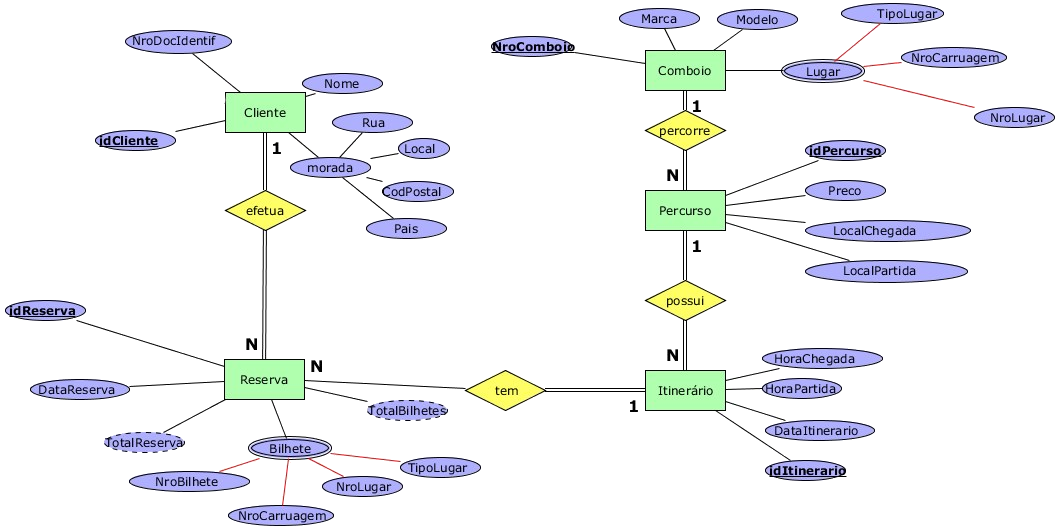 Marca
Modelo
TipoLugar
NroComboio
Comboio
Lugar
NroCarruagem
NroLugar
NroDocIdentif
Nome
Cliente
idCliente
Rua
Local
morada
CodPostal
Pais
1
1
percorre
N
idPercurso
Preco
Percurso
LocalChegada
LocalPartida
efetua
1
possui
N
idReserva
N
N
Reserva
DataReserva
TotalReserva
TotalBilhetes
tem
1
Itinerário
HoraChegada
HoraPartida
DataItinerario
idItinerario
Bilhete
NroBilhete
NroCarruagem
NroLugar
TipoLugar